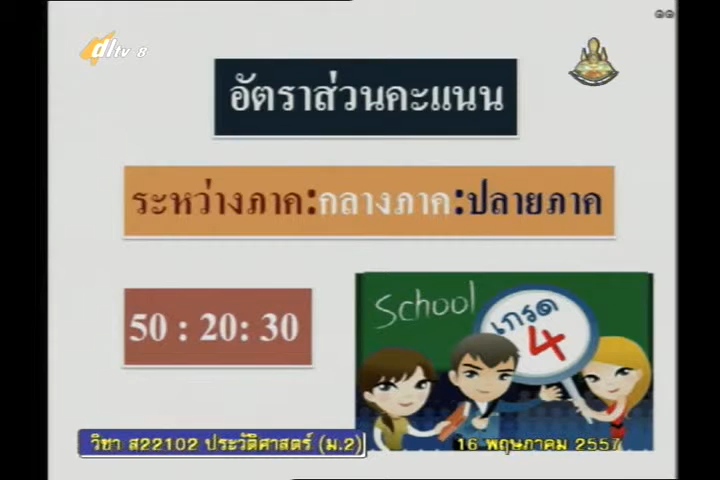 ๑๑
dltv-8
อัตราส่วนคะแนน
ระหว่างภาค:กลางภาค:ปลายภาค
50 : 20: 30
School
เกรด
4
วิชา ส22102 ประวัติศาสตร์ (ม.2)
16 พฤษภาคม 2557